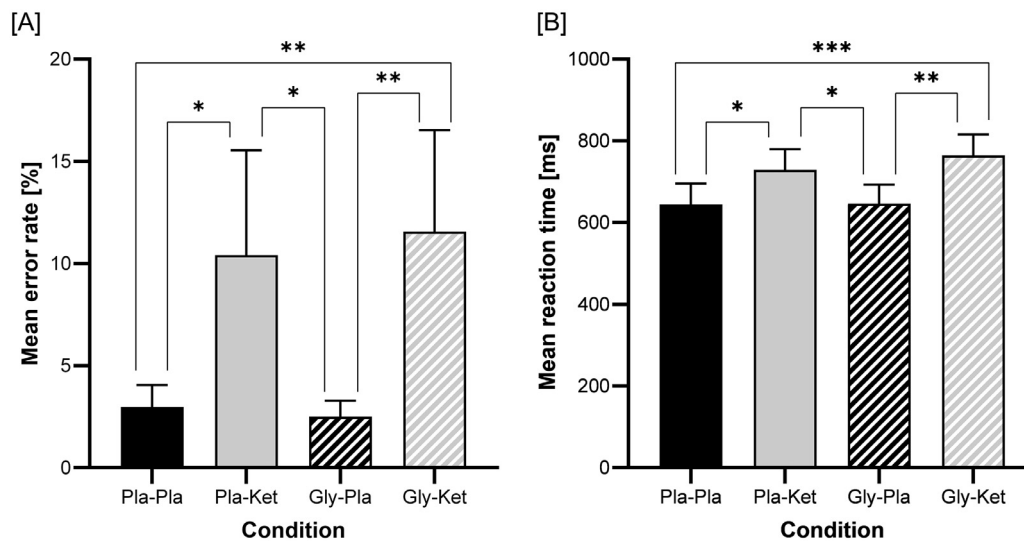 [A]
20
15
10
5
0
Mean error rate [%]
**
*
*
**
Pla-Pla Pla-Ket Gly-Pla Gly-Ket
Condition
[B]
1000
800
600
400
200
0
Mean reaction time [ms]
***
*
*
**
Pla-Pla Pla-Ket Gly-Pla Gly-Ket
Condition